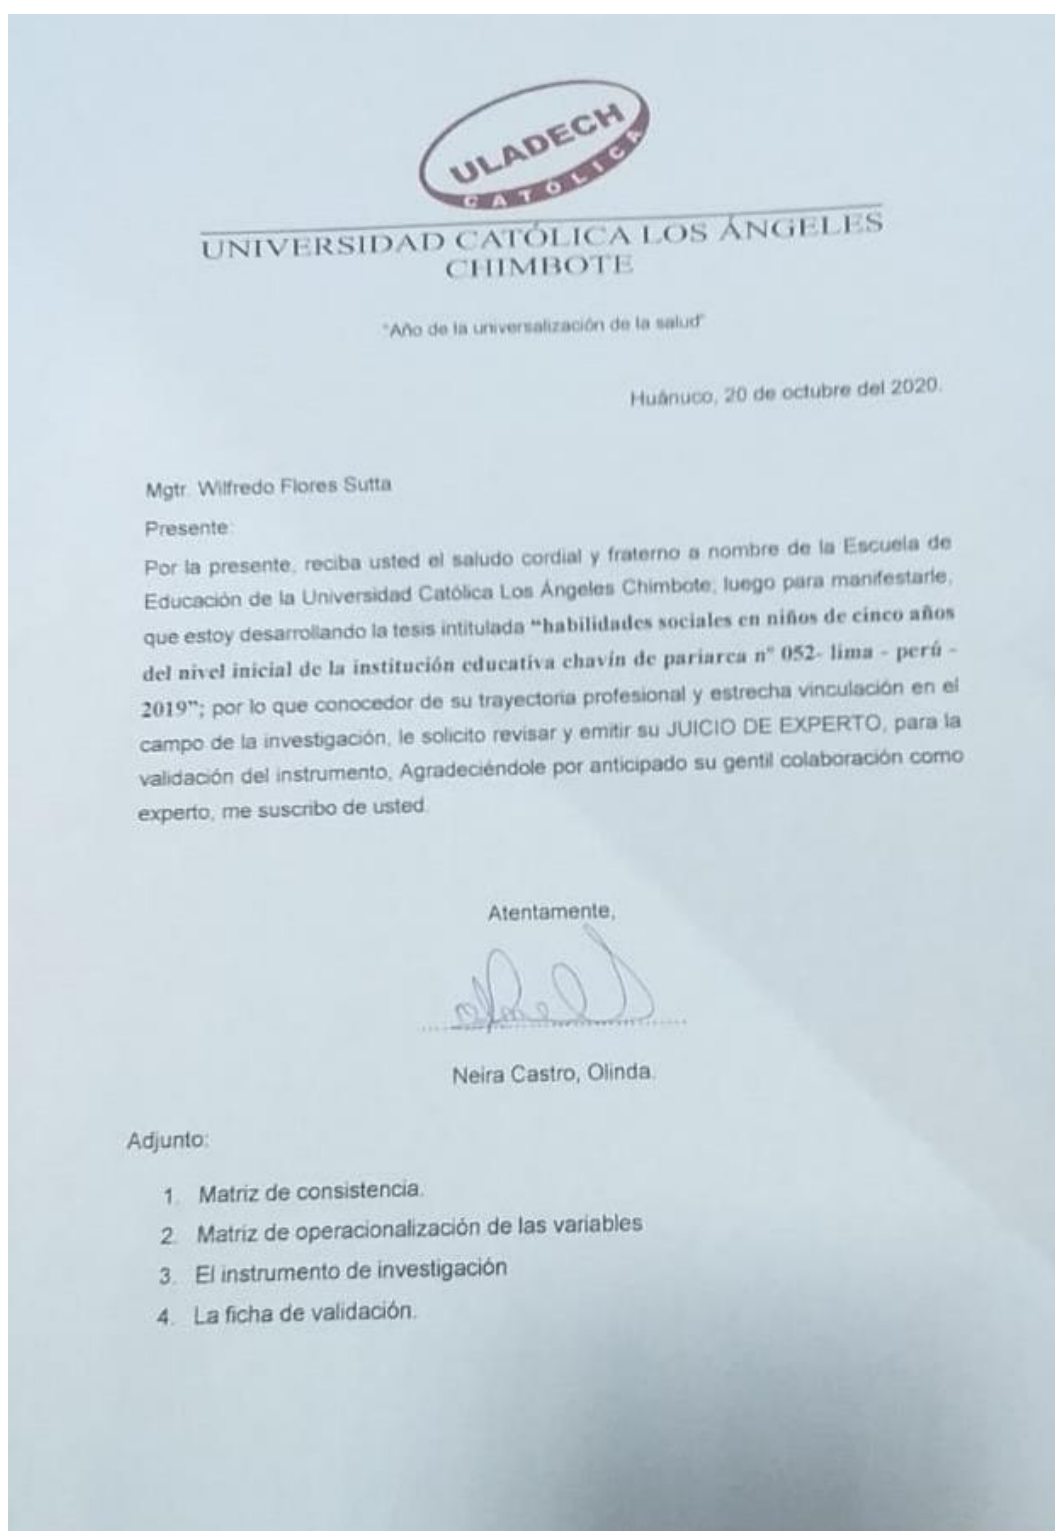 ULADECH
CATÓLICA
UNIVERSIDAD CATÓLICA LOS ÁNGELES
CHIMBOTE
"Año de la universalización de la salud"
Huánuco, 20 de octubre del 2020.
Mgtr. Wilfredo Flores Sutta
Presente:
Por la presente, reciba usted el saludo cordial y fraterno a nombre de la Escuela de
Educación de la Universidad Católica Los Ángeles Chimbote; luego para manifestarle,
que estoy desarrollando la tesis intitulada “habilidades sociales en niños de cinco años
del nivel inicial de la institución educativa chavín de pariarca n° 052- lima - perú -
2019”; por lo que conocedor de su trayectoria profesional y estrecha vinculación en el
campo de la investigación, le solicito revisar y emitir su JUICIO DE EXPERTO, para la
validación del instrumento, Agradeciéndole por anticipado su gentil colaboración como
experto, me suscribo de usted.
Atentamente,
Neira Castro, Olinda.
Adjunto:
1. Matriz de consistencia.
2. Matriz de operacionalización de las variables
3. El instrumento de investigación
4. La ficha de validación.